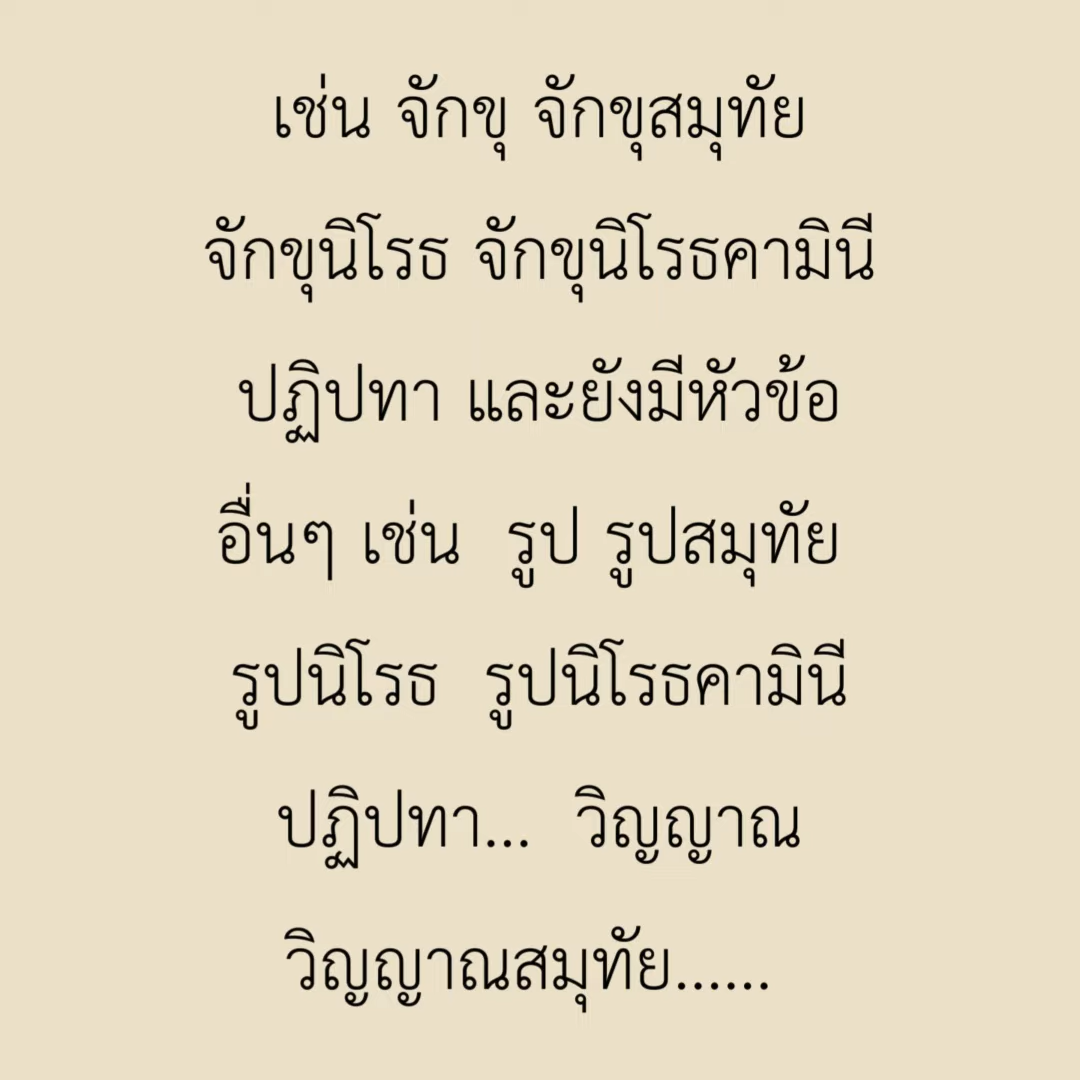 เช่น จักขุ จักขุสมุทัย
จักขุนิโรธ จักขุนิโรธคามินี
ปฏิปทา และยังมีหัวข้อ
อื่นๆ เช่น รูป รูปสมุทัย
รูปนิโรธ รูปนิโรธคามินี
ปฏิปทา... วิญญาณ
วิญญาณสมุทัย......